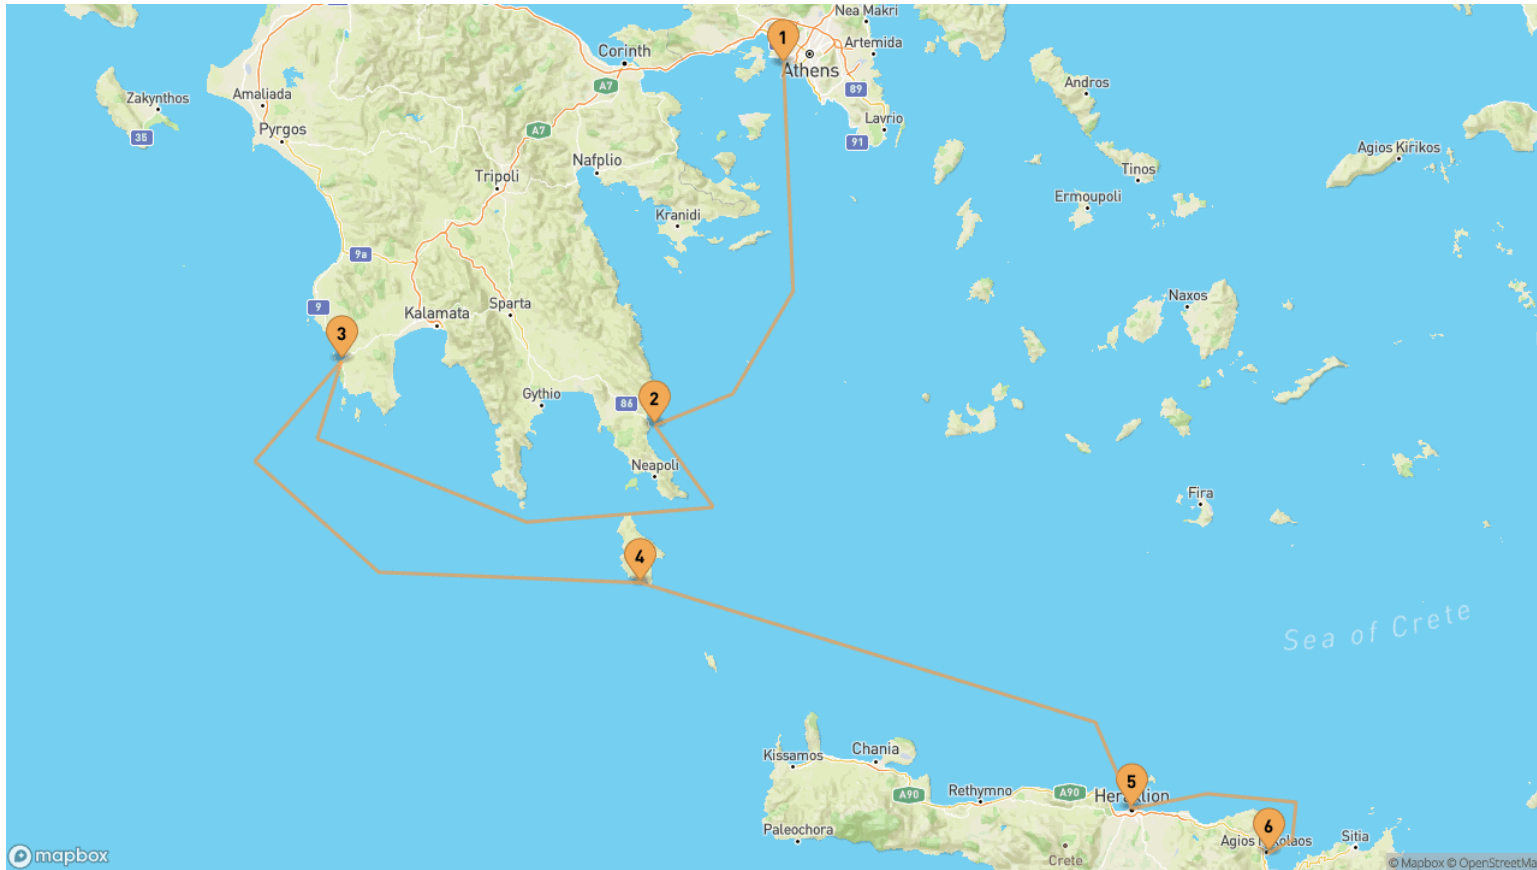 Nea Makri
1
Corinth
Artemida
Athens
A7
Andros
89
Zakynthos
Amaliada
35
Pyrgos
A7
Lavrio
91
Agios Kirikos
Nafplio
Tripoli
Tinos
Ermoupoli
Kranidi
9a
Naxos
9
Sparta
Kalamata
3
Gythio
86
2
Neapoli
Fira
4
Sea of Crete
Kissamos
Chania
5
A90
Rethymno
A90
Heraklion
Paleochora
6
Agios Nikolaos
Sitia
Crete
mapbox
© Mapbox © OpenStreetMa